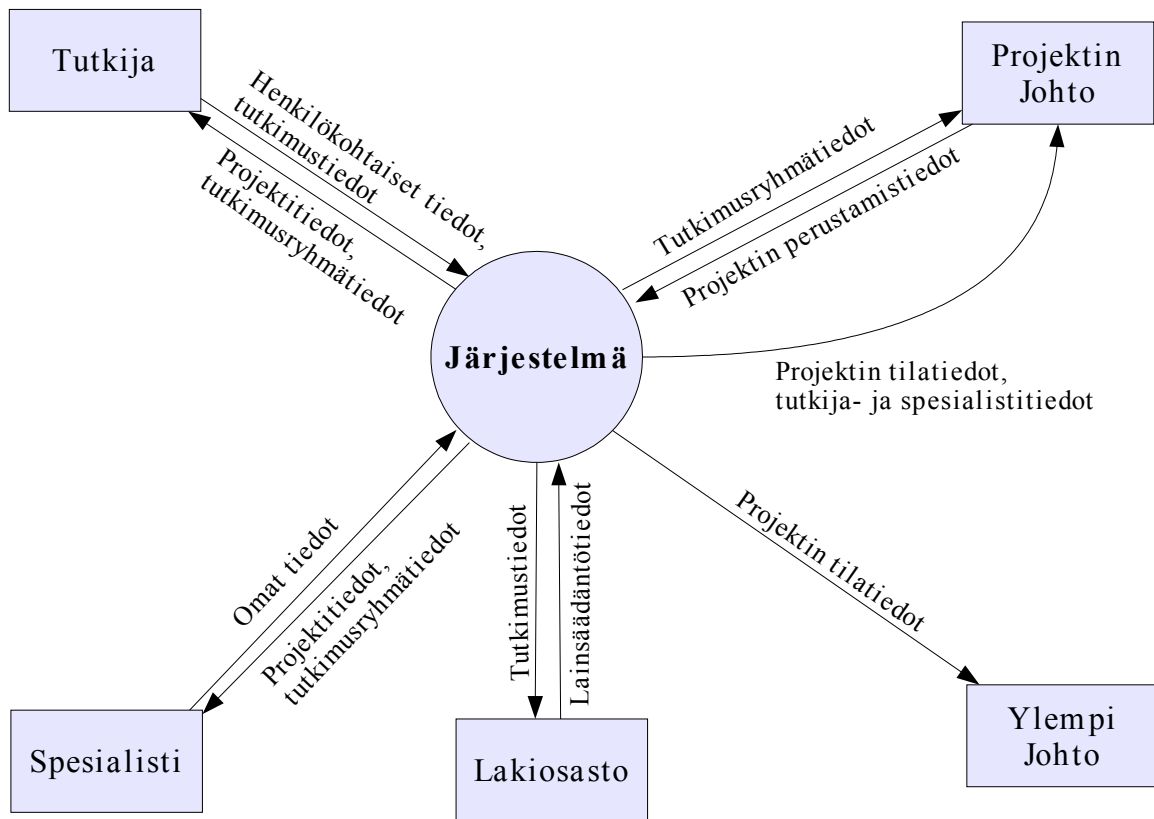 Tutkija
Projektin
Johto
Henkilökohtaiset tiedot,
tutkimustiedot
Projektitiedot,
tutkimusryhmätiedot
Tutkimusryhmätiedot
Projektin perustamistiedot
Järjestelmä
Projektin tilatiedot,
tutkija- ja spesialistitiedot
Omat tiedot
Projektitiedot,
tutkimusryhmätiedot
Tutkimustiedot
Lainsäädäntötiedot
Projektin tilatiedot
Spesialisti
Lakiosasto
Ylempi
Johto